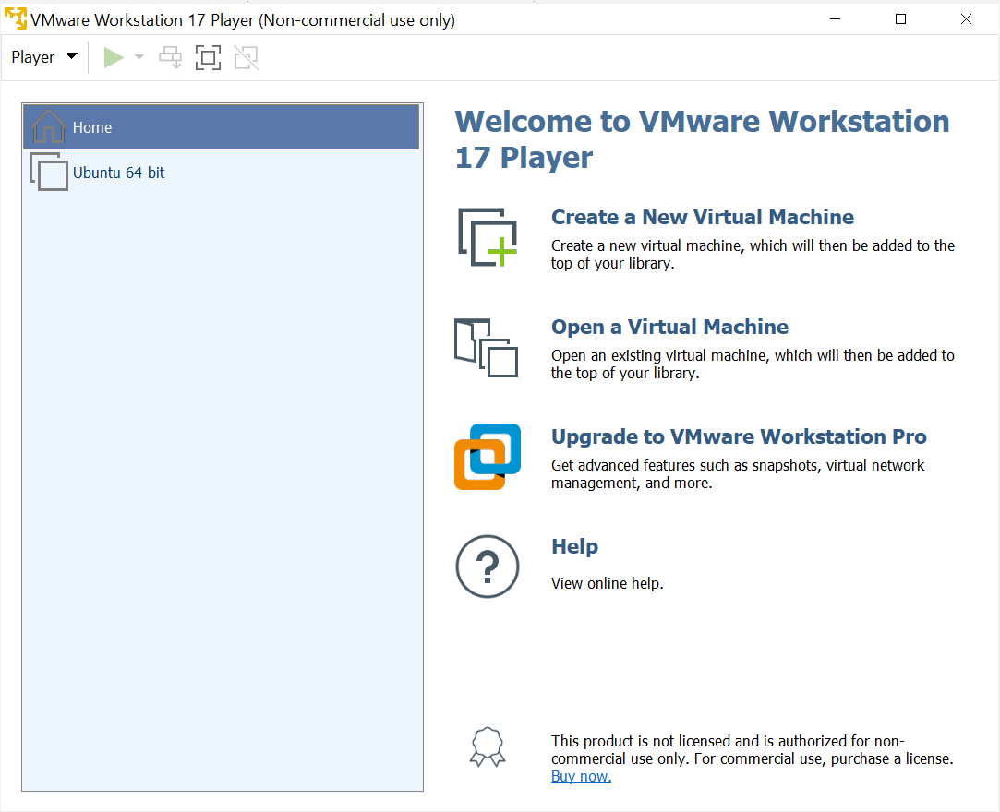 VMware Workstation 17 Player (Non-commercial use only)
Player
Home
Ubuntu 64-bit
Welcome to VMware Workstation
17 Player
Create a New Virtual Machine
Create a new virtual machine, which will then be added to the
top of your library.
Open a Virtual Machine
Open an existing virtual machine, which will then be added to
the top of your library.
Upgrade to VMware Workstation Pro
Get advanced features such as snapshots, virtual network
management, and more.
Help
View online help.
This product is not licensed and is authorized for non-
commercial use only. For commercial use, purchase a license.
Buy now.